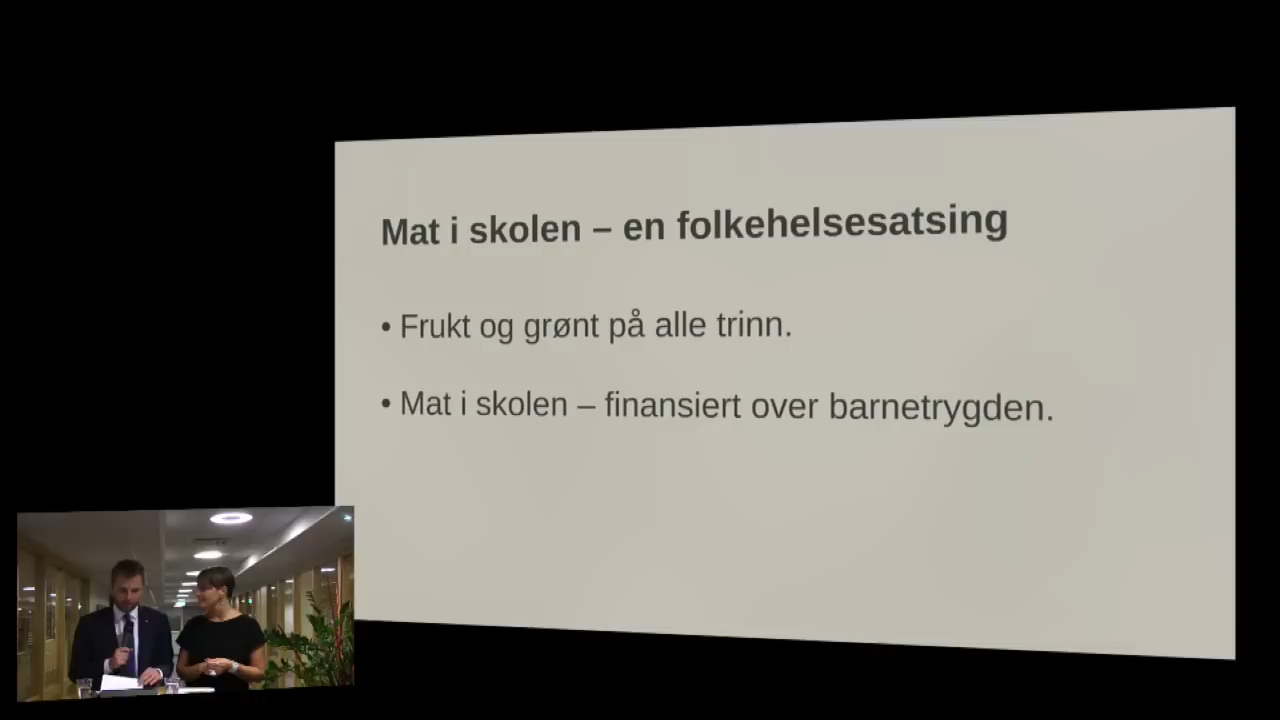 Mat i skolen – en folkehelsesatsing
• Frukt og grønt på alle trinn.
• Mat i skolen – finansiert over barnetrygden.